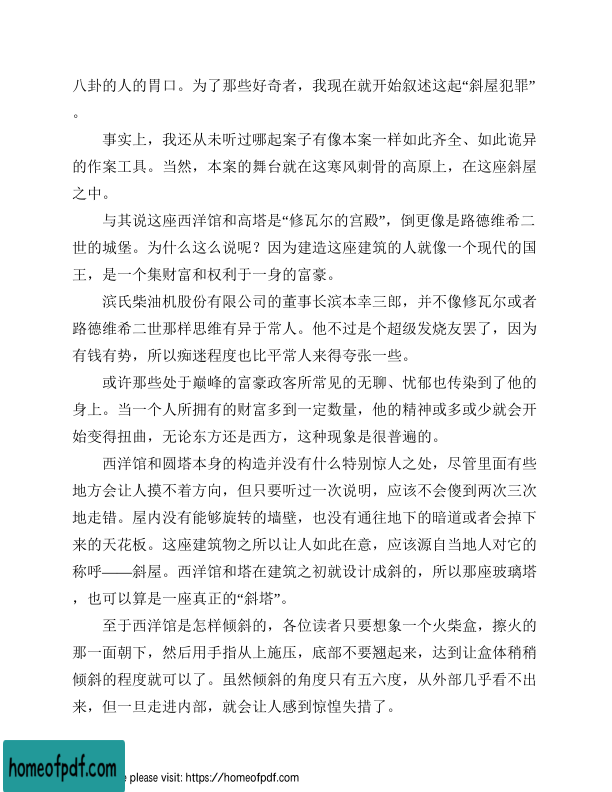 八卦的人的胃口。为了那些好奇者，我现在就开始叙述这起“斜屋犯罪”
。
事实上，我还从未听过哪起案子有像本案一样如此齐全、如此诡异
的作案工具。当然，本案的舞台就在这寒风刺骨的高原上，在这座斜屋
之中。
与其说这座西洋馆和高塔是“修瓦尔的宫殿”，倒更像是路德维希二
世的城堡。为什么这么说呢？因为建造这座建筑的人就像一个现代的国
王，是一个集财富和权利于一身的富豪。
滨氏柴油机股份有限公司的董事长滨本幸三郎，并不像修瓦尔或者
路德维希二世那样思维有异于常人。他不过是个超级发烧友罢了，因为
有钱有势，所以痴迷程度也比平常人来得夸张一些。
或许那些处于巅峰的富豪政客所常见的无聊、忧郁也传染到了他的
身上。当一个人所拥有的财富多到一定数量，他的精神或多或少就会开
始变得扭曲，无论东方还是西方，这种现象是很普遍的。
西洋馆和圆塔本身的构造并没有什么特别惊人之处，尽管里面有些
地方会让人摸不着方向，但只要听过一次说明，应该不会傻到两次三次
地走错。屋内没有能够旋转的墙壁，也没有通往地下的暗道或者会掉下
来的天花板。这座建筑物之所以让人如此在意，应该源自当地人对它的
称呼——斜屋。西洋馆和塔在建筑之初就设计成斜的，所以那座玻璃塔
，也可以算是一座真正的“斜塔”。
至于西洋馆是怎样倾斜的，各位读者只要想象一个火柴盒，擦火的
那一面朝下，然后用手指从上施压，底部不要翘起来，达到让盒体稍稍
倾斜的程度就可以了。虽然倾斜的角度只有五六度，从外部几乎看不出
来，但一旦走进内部，就会让人感到惊惶失措了。
homeofpdf.com
e please visit: https://homeofpdf.com